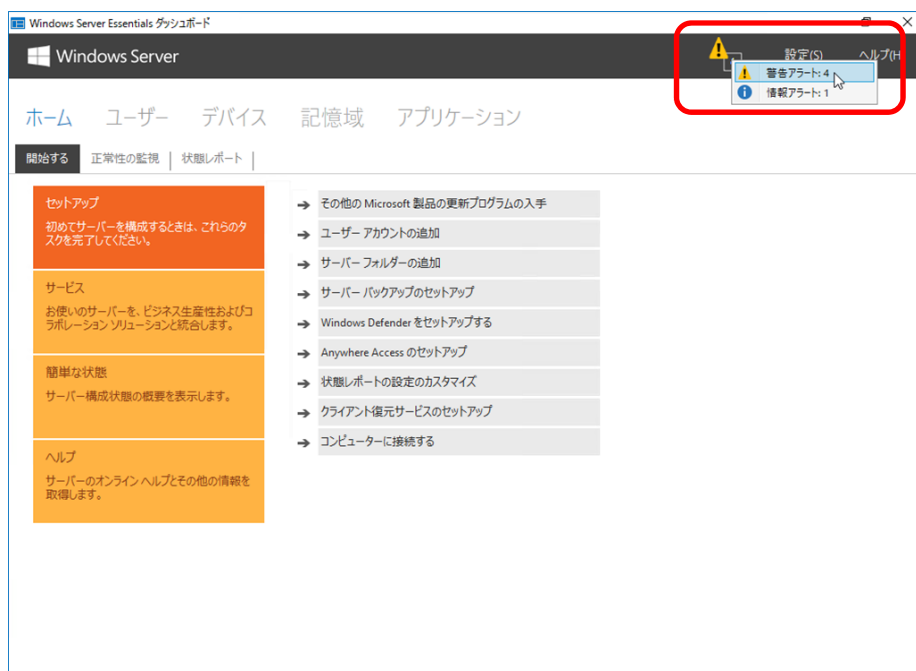 Windows Server Essentials ダッシュボード
Windows Server
設定(S)
ヘルプ(H
警告アラート: 4
情報アラート: 1
ホーム
ユーザー
デバイス
記憶域
アプリケーション
開始する
正常性の監視
状態レポート
セットアップ
初めてサーバーを構成するときは、これらのタ
スクを完了してください。
サービス
お使いのサーバーを、ビジネス生産性およびコ
ラボレーション ソリューションと統合します。
簡単な状態
サーバー構成状態の概要を表示します。
ヘルプ
サーバーのオンライン ヘルプとその他の情報を
取得します。
その他の Microsoft 製品の更新プログラムの入手
ユーザー アカウントの追加
サーバー フォルダーの追加
サーバー バックアップのセットアップ
Windows Defender をセットアップする
Anywhere Access のセットアップ
状態レポートの設定のカスタマイズ
クライアント復元サービスのセットアップ
コンピューターに接続する